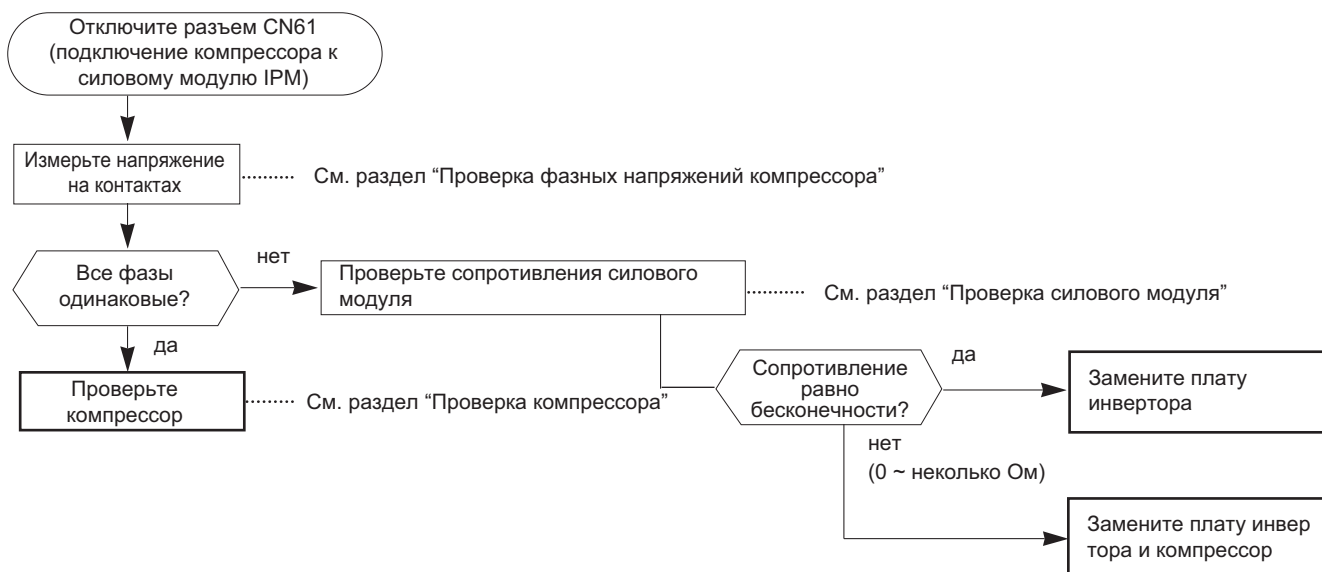 Отключите разъем CN61
(подключение компрессора к
силовому модулю IPM)
Измерьте напряжение
на контактах
См. раздел “Проверка фазных напряжений компрессора”
Все фазы
одинаковые?
нет
Проверьте сопротивления силового
модуля
См. раздел “Проверка силового модуля”
да
Проверьте
компрессор
См. раздел “Проверка компрессора”
Сопротивление
равно
бесконечности?
да
Замените плату
инвертора
нет
(0 ~ неколько Ом)
Замените плату инвер
тора и компрессор